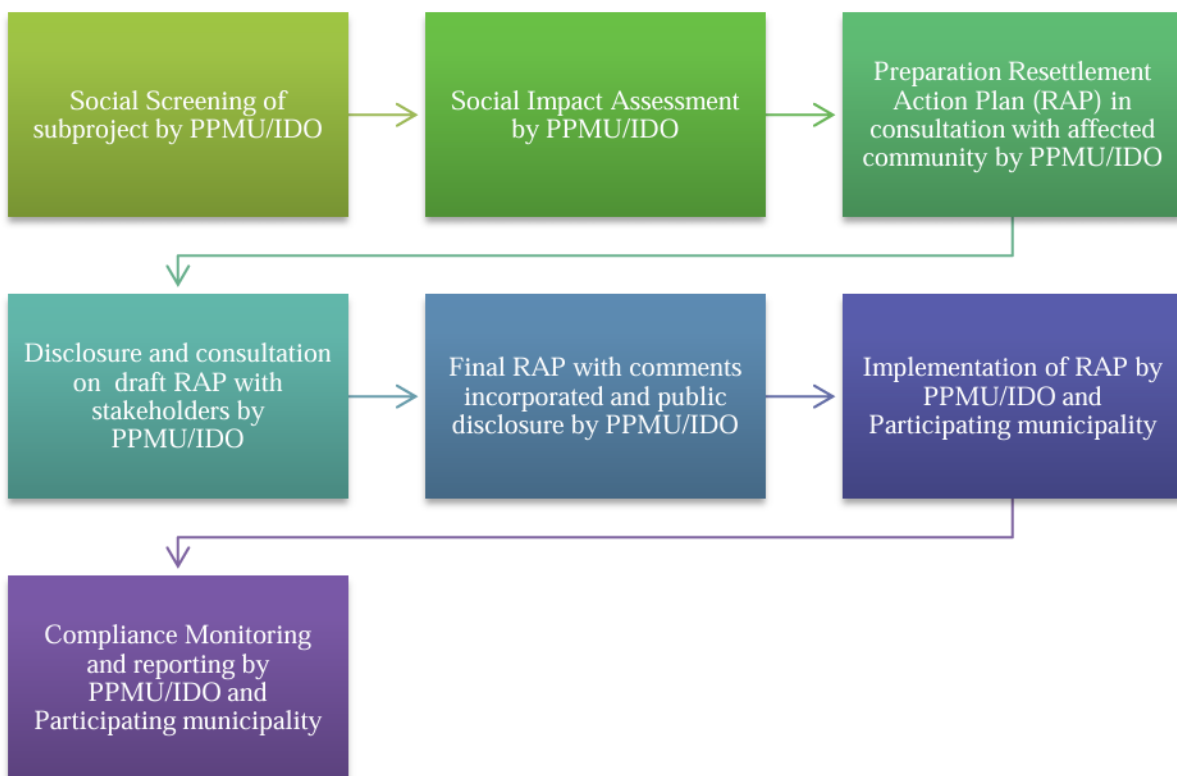 Social Screening of
subproject by PPMU/IDO
Social Impact Assessment
by PPMU/IDO
Preparation Resettlement
Action Plan (RAP) in
consultation with affected
community by PPMU/IDO
Disclosure and consultation
on draft RAP with
stakeholders by
PPMU/IDO
Final RAP with comments
incorporated and public
disclosure by PPMU/IDO
Implementation of RAP by
PPMU/IDO and
Participating municipality
Compliance Monitoring
and reporting by
PPMU/IDO and
Participating municipality